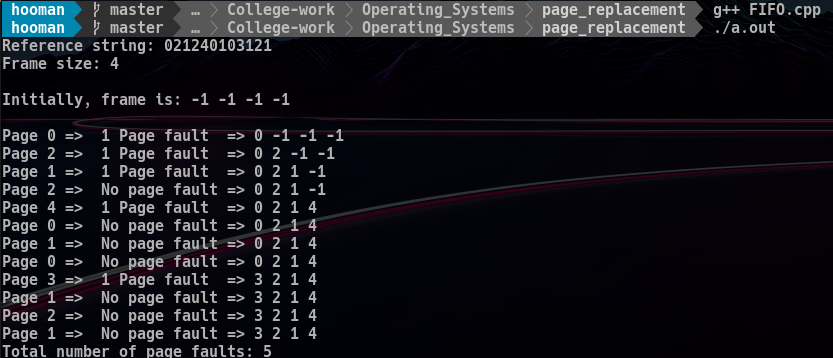 hooman master … College-work Operating_Systems page_replacement g++ FIFO.cpp
hooman master … College-work Operating_Systems page_replacement ./a.out
Reference string: 021240103121
Frame size: 4
Initially, frame is: -1 -1 -1 -1
Page 0 =>  1 Page fault  => 0 -1 -1 -1
Page 2 =>  1 Page fault  => 0 2 -1 -1
Page 1 =>  1 Page fault  => 0 2 1 -1
Page 2 =>  No page fault => 0 2 1 -1
Page 4 =>  1 Page fault  => 0 2 1 4
Page 0 =>  No page fault => 0 2 1 4
Page 1 =>  No page fault => 0 2 1 4
Page 0 =>  No page fault => 0 2 1 4
Page 3 =>  1 Page fault  => 3 2 1 4
Page 1 =>  No page fault => 3 2 1 4
Page 2 =>  No page fault => 3 2 1 4
Page 1 =>  No page fault => 3 2 1 4
Total number of page faults: 5